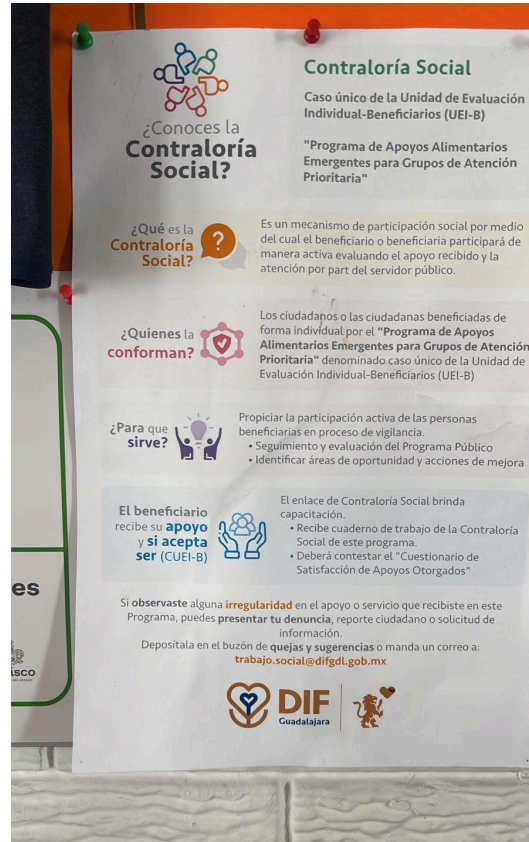 ¿Conoces la
Contraloría
Social?
Contraloría Social
Caso único de la Unidad de Evaluación
Individual-Beneficiarios (UEI-B)
"Programa de Apoyos Alimentarios
Emergentes para Grupos de Atención
Prioritaria"
¿Qué es la
Contraloría
Social?
Es un mecanismo de participación social por medio
del cual el beneficiario o beneficiaria participará de
manera activa evaluando el apoyo recibido y la
atención por part del servidor público.
¿Quienes la
conforman?
Los ciudadanos o las ciudadanas beneficiadas de
forma individual por el "Programa de Apoyos
Alimentarios Emergentes para Grupos de Atención
Prioritaria" denominado caso único de la Unidad de
Evaluación Individual-Beneficiarios (UEI-B)
¿Para que
sirve?
Propiciar la participación activa de las personas
beneficiarias en proceso de vigilancia.
• Seguimiento y evaluación del Programa Público
• Identificar áreas de oportunidad y acciones de mejora
El beneficiario
recibe su apoyo
y si acepta
ser (CUEI-B)
El enlace de Contraloría Social brinda
capacitación.
• Recibe cuaderno de trabajo de la Contraloría
Social de este programa.
• Deberá contestar el "Cuestionario de
Satisfacción de Apoyos Otorgados"
Si observaste alguna irregularidad en el apoyo o servicio que recibiste en este
Programa, puedes presentar tu denuncia, reporte ciudadano o solicitud de
información.
Deposítala en el buzón de quejas y sugerencias o manda un correo a:
trabajo.social@difgdl.gob.mx
DIF
Guadalajara
es
isco